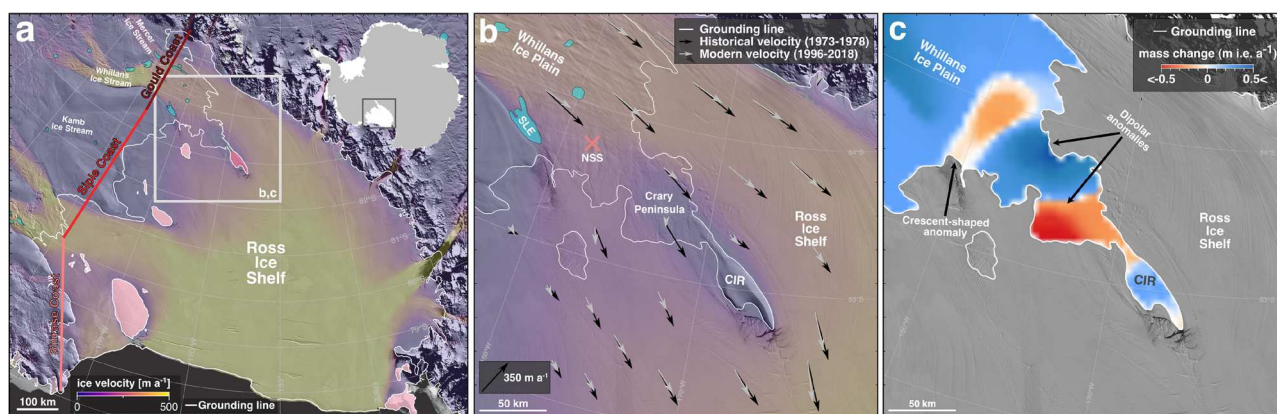 a
Mercer
Ice Stream
Whillans
Ice Stream
Gould Coast
Kamb
Ice Stream
Siple Coast
b,c
Ross
Ice
Shelf
ice velocity [m a⁻¹]
0
500
100 km
Grounding line
b
Whillans
Ice Plain
Grounding line
Historical velocity (1973-1978)
Modern velocity (1996-2018)
SLE
NSS
Crary
Peninsula
Ross
Ice
Shelf
CIR
350 m a⁻¹
50 km
c
Whillans
Ice Plain
Grounding line
mass change (m i.e. a⁻¹)
<-0.5
0
0.5<
Dipolar
anomalies
Crescent-shaped
anomaly
Ross
Ice
Shelf
CIR
50 km